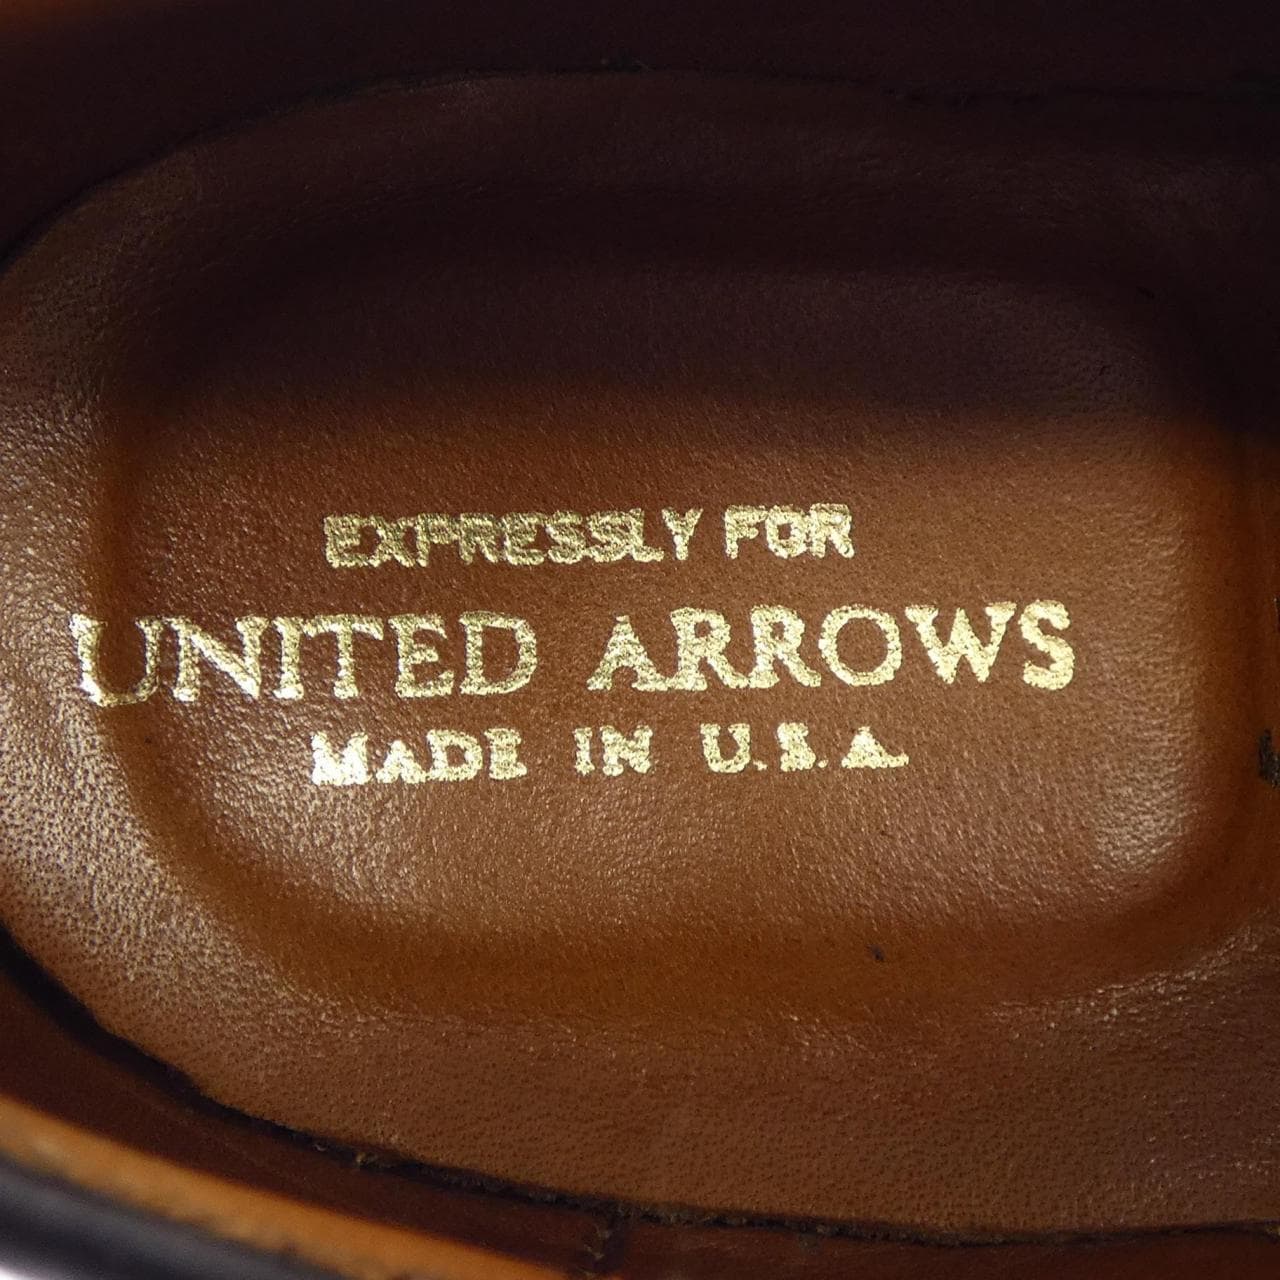 EXPRESSLY FOR
UNITED ARROWS
MADE IN U.S.A.